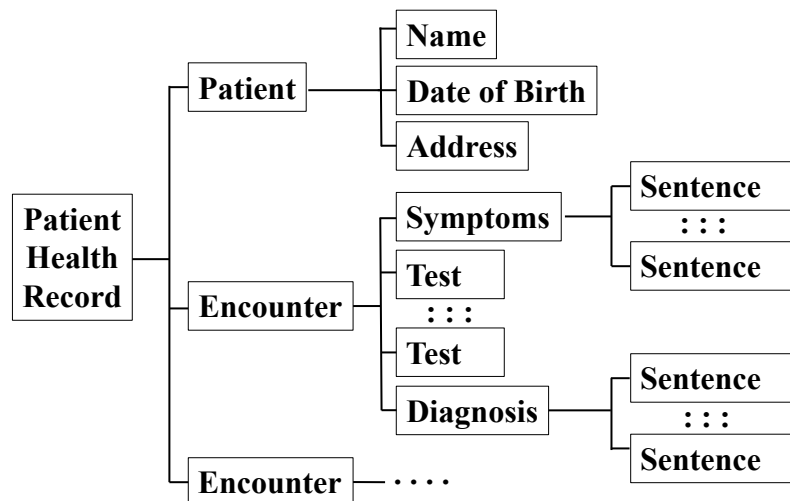 Patient
Health
Record
Patient
Name
Date of Birth
Address
Encounter
Symptoms
Sentence
: : :
Sentence
Test
: : :
Test
Diagnosis
Sentence
: : :
Sentence
Encounter
. . . .